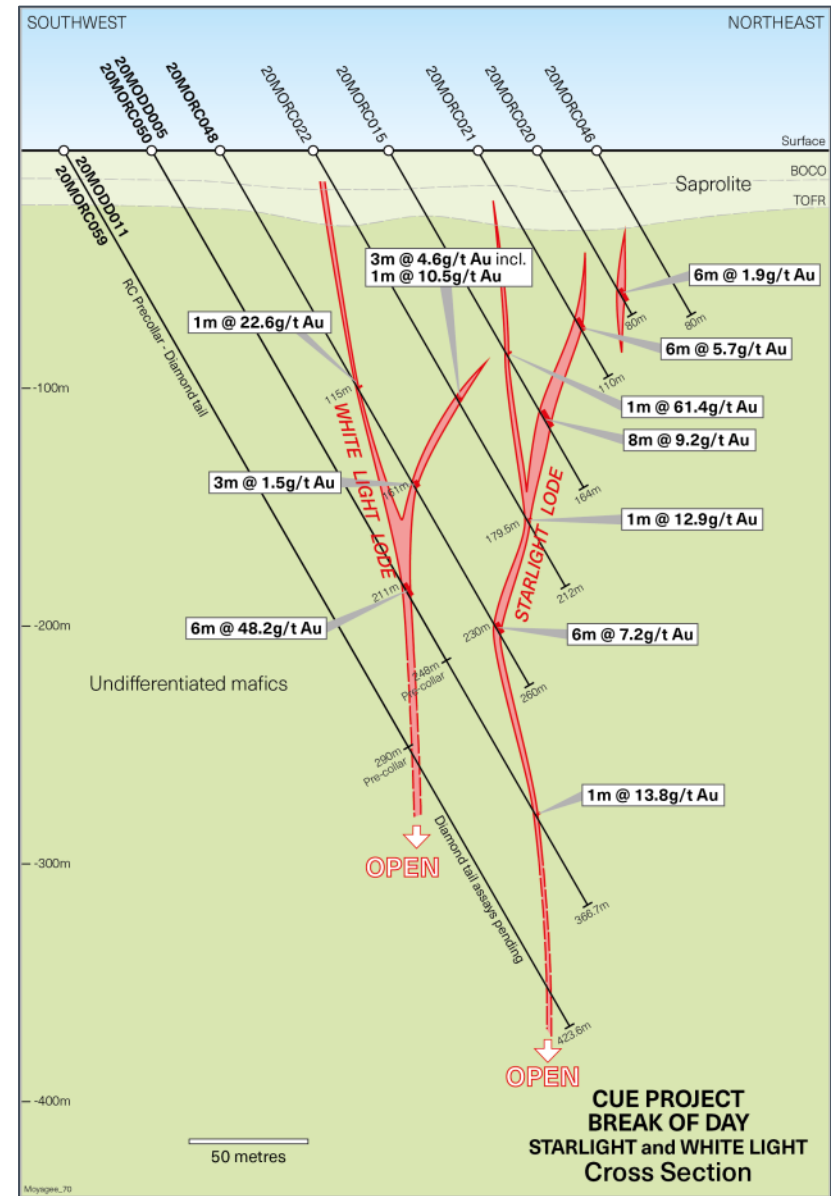 SOUTHWEST
NORTHEAST
20MODD005
20MORC050
20MORC048
20MORC022
20MORC015
20MORC021
20MORC020
20MORC046
Surface
BOCO
Saprolite
TOFR
20MODD011
20MORC059
RC Precollar - Diamond tail
3m @ 4.6g/t Au incl.
1m @ 10.5g/t Au
6m @ 1.9g/t Au
80m
80m
1m @ 22.6g/t Au
6m @ 5.7g/t Au
110m
-100m
115m
1m @ 61.4g/t Au
8m @ 9.2g/t Au
WHITE LIGHT LODE
3m @ 1.5g/t Au
161m
164m
179.5m
1m @ 12.9g/t Au
STARLIGHT LODE
211m
212m
-200m
6m @ 48.2g/t Au
230m
6m @ 7.2g/t Au
248m
Pre-collar
260m
Undifferentiated mafics
290m
Pre-collar
1m @ 13.8g/t Au
Diamond tail assays pending
-300m
OPEN
366.7m
423.6m
OPEN
-400m
CUE PROJECT
BREAK OF DAY
STARLIGHT and WHITE LIGHT
Cross Section
50 metres
Moyagee_70